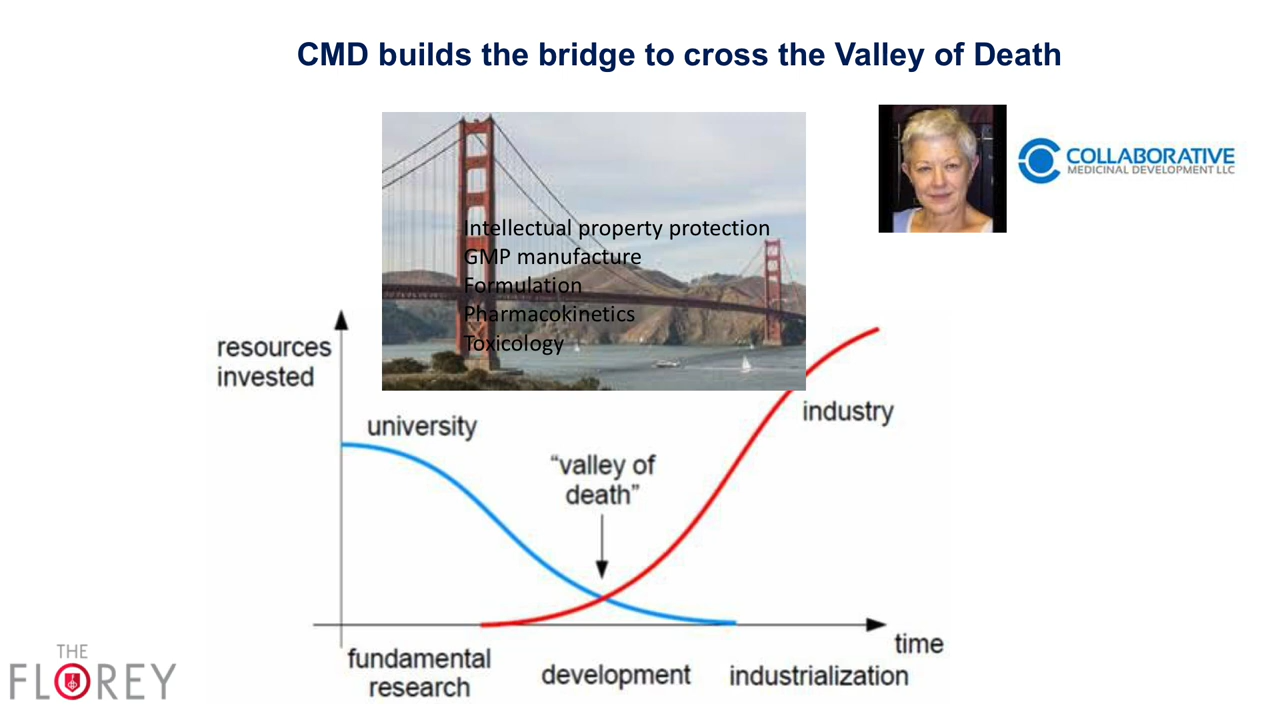 CMD builds the bridge to cross the Valley of Death
COLLABORATIVE
MEDICINAL DEVELOPMENT LLC
Intellectual property protection
GMP manufacture
Formulation
Pharmacokinetics
Toxicology
resources
invested
university
industry
“valley of
death”
time
fundamental
research
development
industrialization
THE
FLOREY